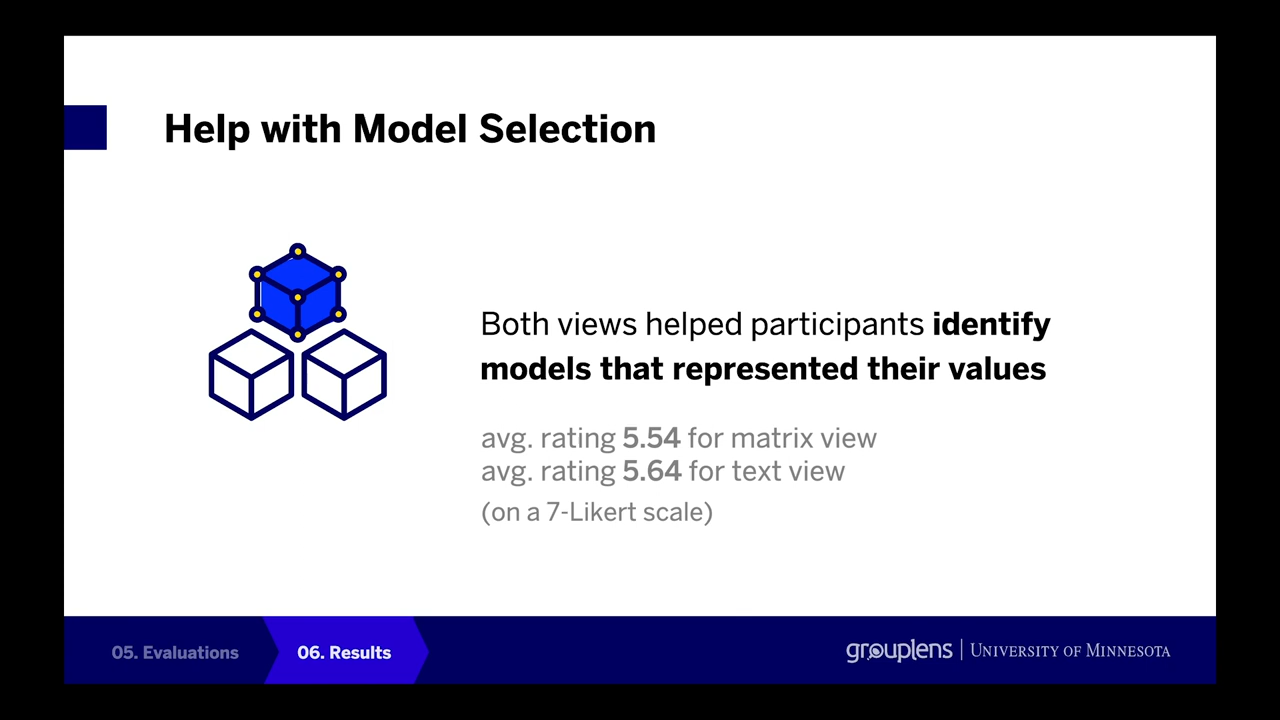 Help with Model Selection
Both views helped participants identify
models that represented their values
avg. rating 5.54 for matrix view
avg. rating 5.64 for text view
(on a 7-Likert scale)
05. Evaluations
06. Results
grouplens | University of Minnesota